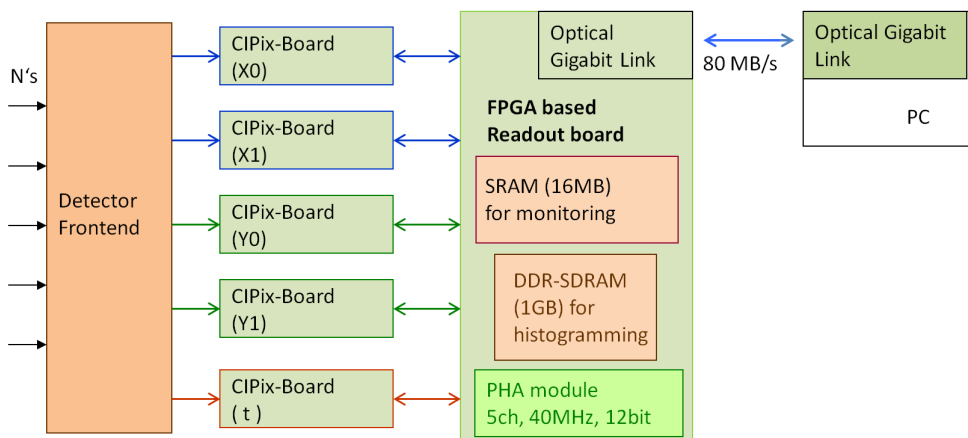 N‘s
Detector
Frontend
CIPix-Board
(X0)
CIPix-Board
(X1)
CIPix-Board
(Y0)
CIPix-Board
(Y1)
CIPix-Board
( t )
Optical
Gigabit Link
FPGA based
Readout board
SRAM (16MB)
for monitoring
DDR-SDRAM
(1GB) for
histogramming
PHA module
5ch, 40MHz, 12bit
80 MB/s
Optical Gigabit
Link
PC